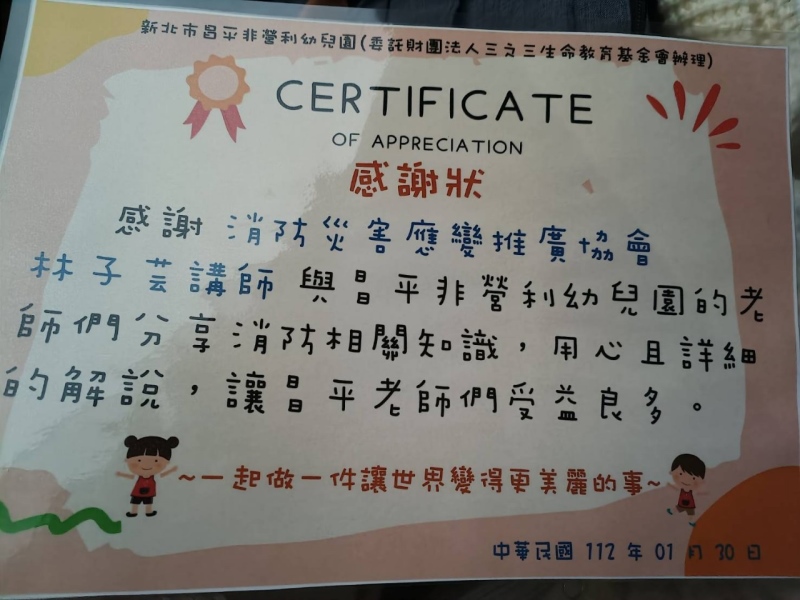 新北市昌平非營利幼兒園(委託財團法人三之三生命教育基金會辦理)
CERTIFICATE
OF APPRECIATION
感謝狀
感謝 消防災害應變推廣協會
林子芸講師 與昌平非營利幼兒園的老
師們分享消防相關知識，用心且詳細
的解說，讓昌平老師們受益良多。
~一起做一件讓世界變得更美麗的事~
中華民國 112 年 01 月 30 日